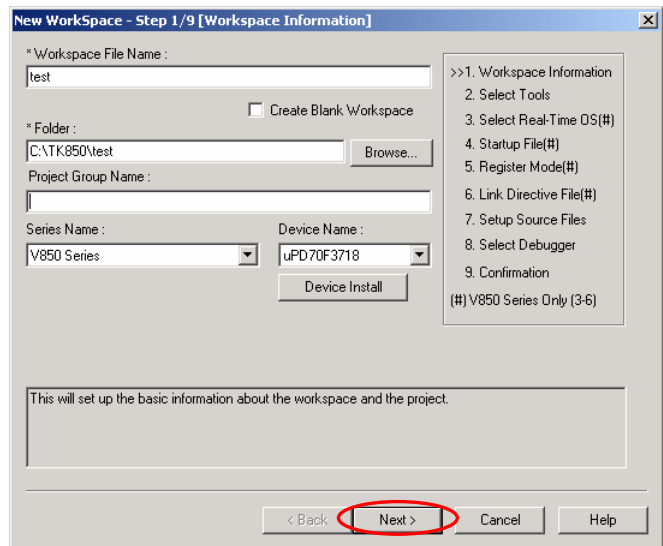 New WorkSpace - Step 1/9 [Workspace Information]
* Workspace File Name :
test
Create Blank Workspace
* Folder :
C:\TK850\test
Browse...
Project Group Name :
Series Name :
Device Name :
V850 Series
uPD70F3718
Device Install
>>1. Workspace Information
2. Select Tools
3. Select Real-Time OS(#)
4. Startup File(#)
5. Register Mode(#)
6. Link Directive File(#)
7. Setup Source Files
8. Select Debugger
9. Confirmation
(#) V850 Series Only (3-6)
This will set up the basic information about the workspace and the project.
< Back
Next >
Cancel
Help